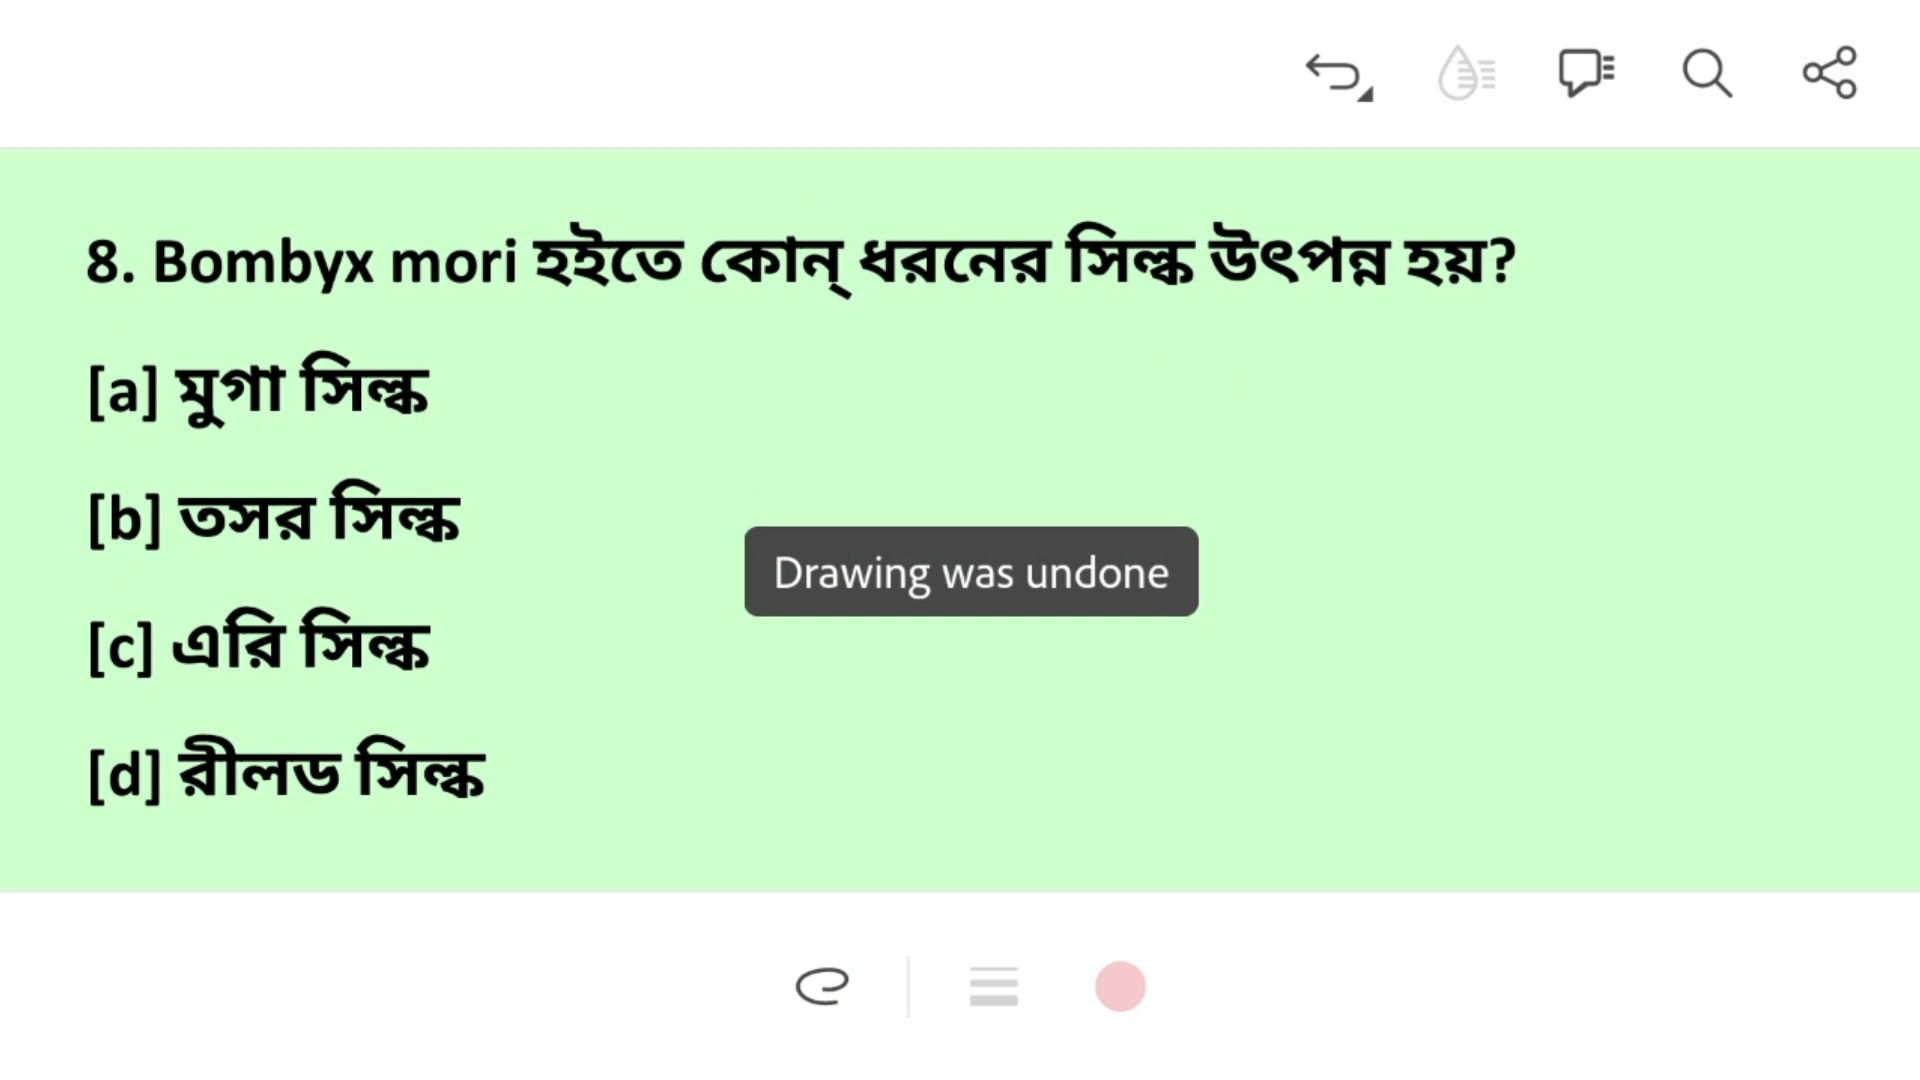 8. Bombyx mori হইতে কোন্ ধরনের সিল্ক উৎপন্ন হয়?
[a] মুগা সিল্ক
[b] তসর সিল্ক
Drawing was undone
[c] এরি সিল্ক
[d] রীলড সিল্ক